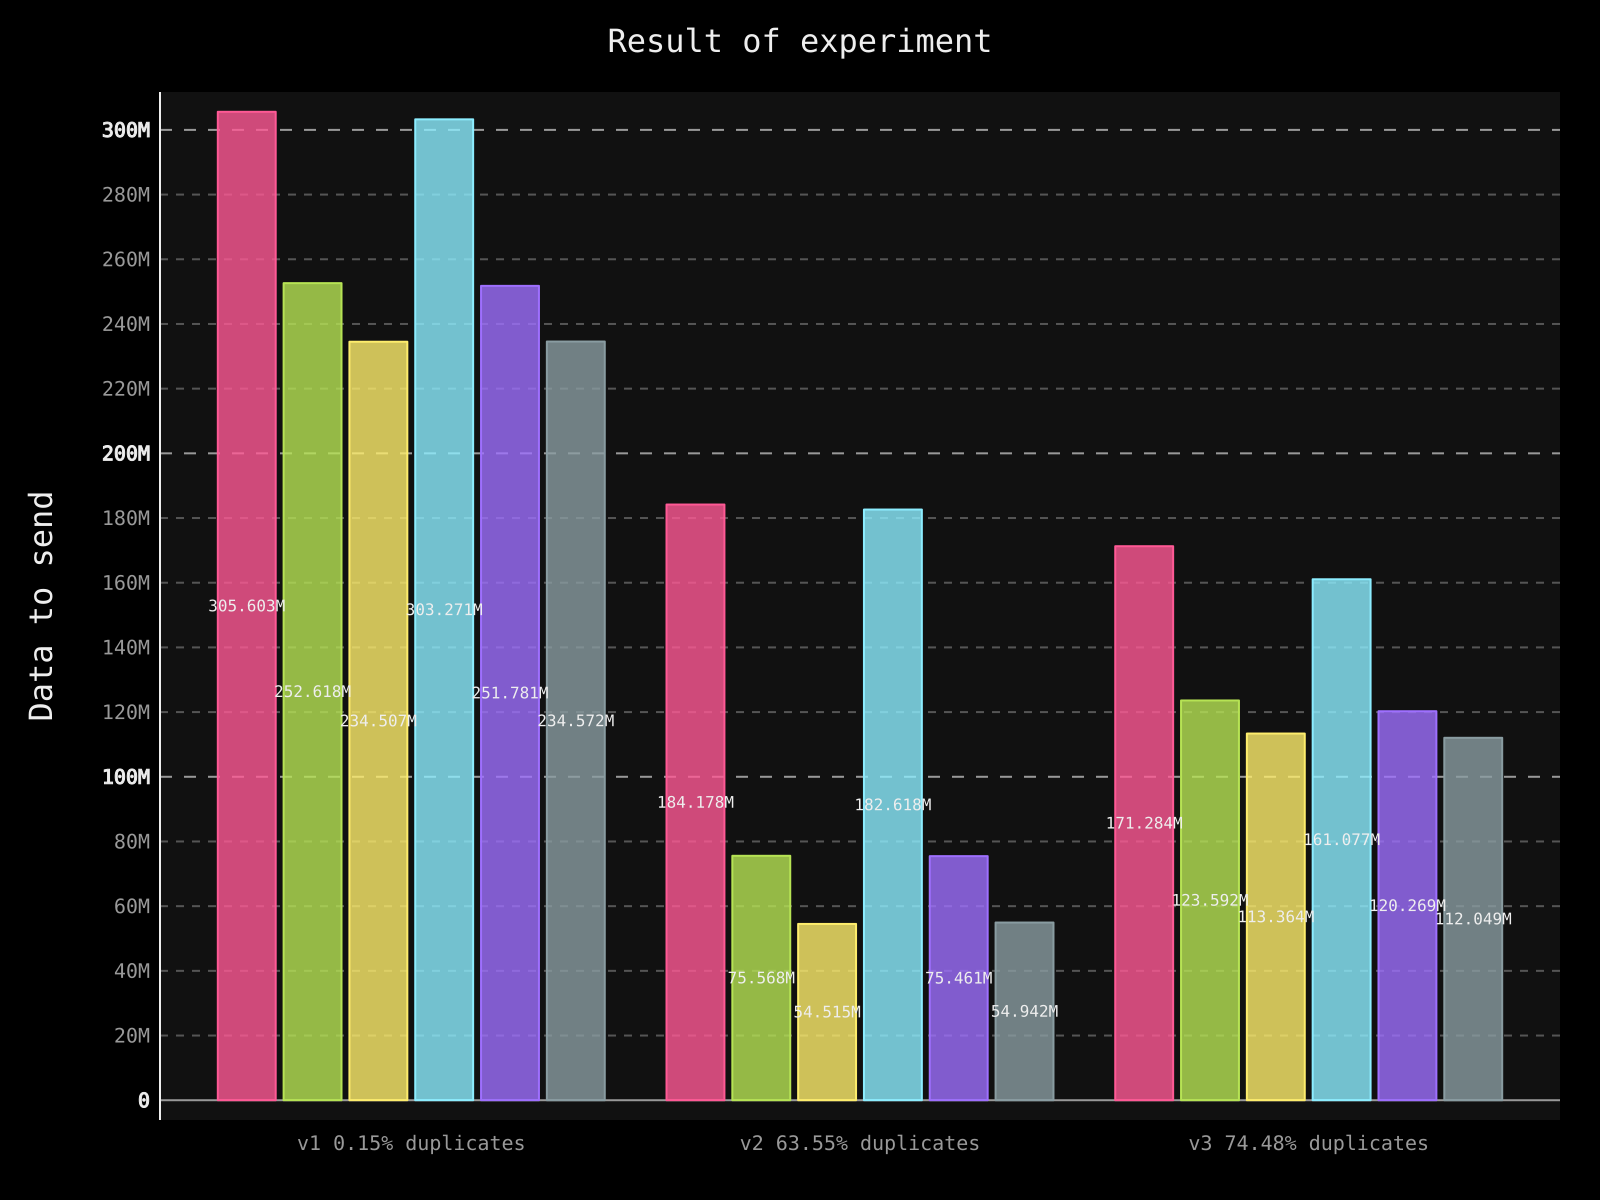 Result of experiment
Data to send
300M
280M
260M
240M
220M
200M
180M
160M
140M
120M
100M
80M
60M
40M
20M
0
305.603M
252.618M
234.507M
303.271M
251.781M
234.572M
184.178M
75.568M
54.515M
182.618M
75.461M
54.942M
171.284M
123.592M
113.364M
161.077M
120.269M
112.049M
v1 0.15% duplicates
v2 63.55% duplicates
v3 74.48% duplicates